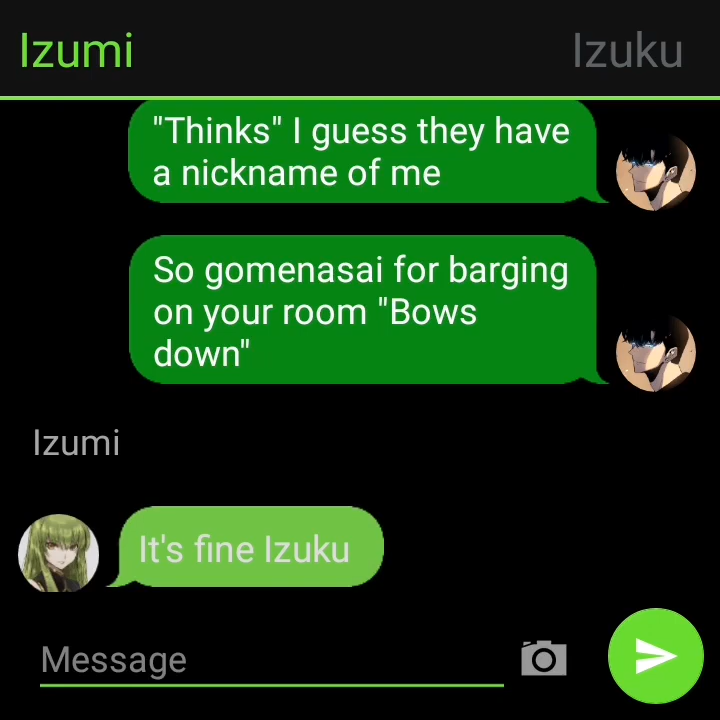 Izumi Izuku
"Thinks" I guess they have
a nickname of me
So gomenasai for barging
on your room "Bows
down"
Izumi
It's fine Izuku
Message